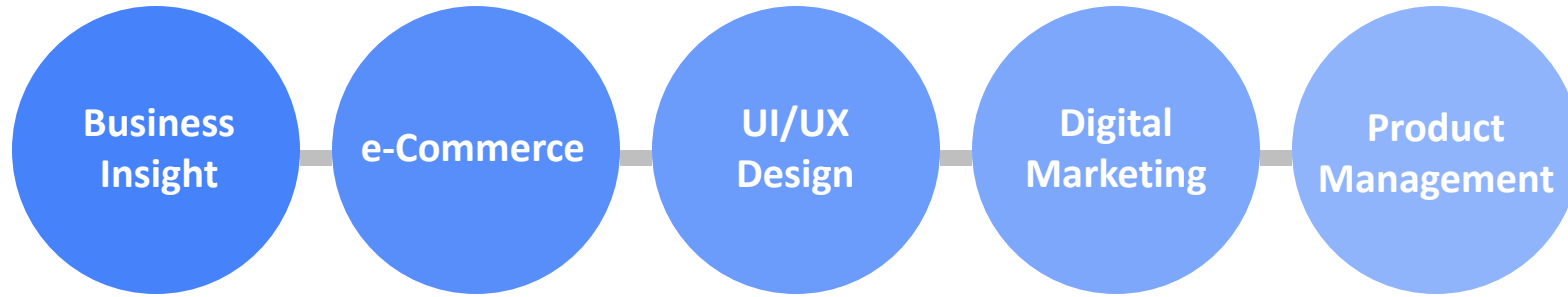 Business
Insight
e-Commerce
UI/UX
Design
Digital
Marketing
Product
Management